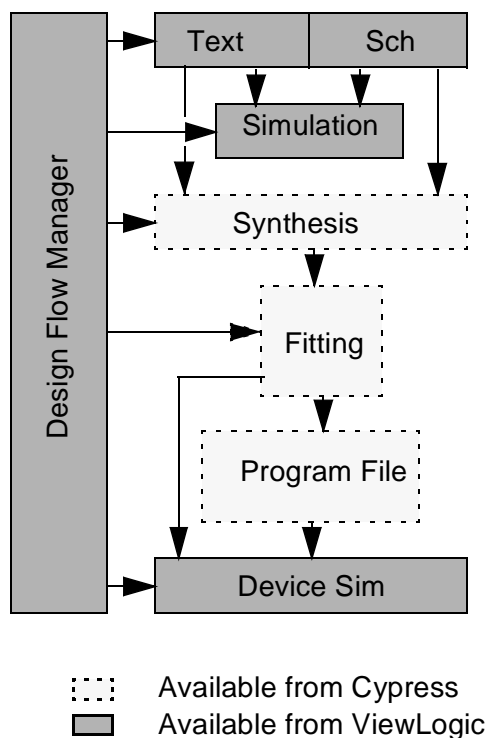 Text
Sch
Simulation
Design Flow Manager
Synthesis
Fitting
Program File
Device Sim
Available from Cypress
Available from ViewLogic